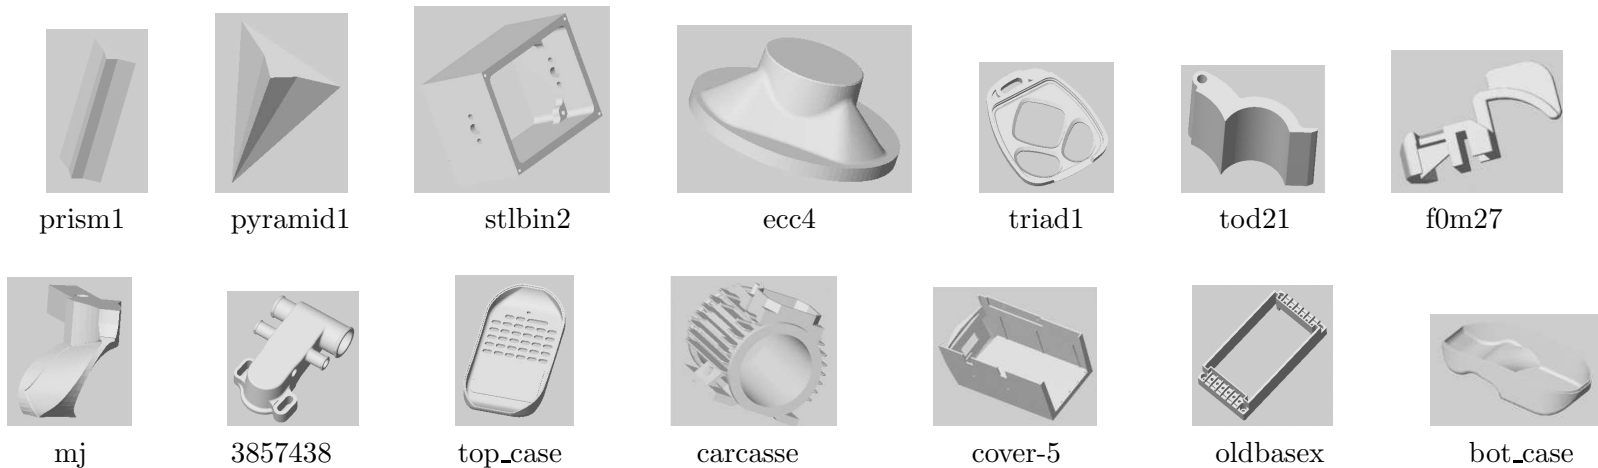 prism1 pyramid1 stlbin2 ecc4 triad1 tod21 f0m27
mj 3857438 top_case carcasse cover-5 oldbasex bot_case